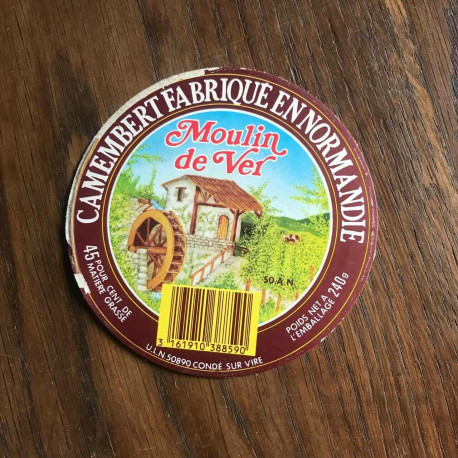 CAMEMBERT FABRIQUE EN NORMANDIE
Moulin
de Ver
50 A.N.
45 POUR CENT DE
MATIÈRE GRASSE
POIDS NET A
L'EMBALLAGE 240g
3 161910 388590
U.L.N. 50890 CONDÉ SUR VIRE